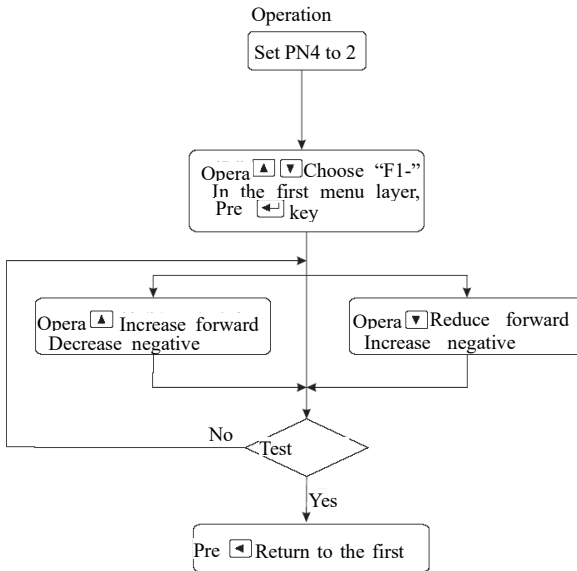 Operation
Set PN4 to 2
Opera ▲ ▼ Choose “F1-”
In the first menu layer,
Pre ↵ key
Opera ▲ Increase forward
Decrease negative
Opera ▼ Reduce forward
Increase negative
No
Test
Yes
Pre ◄ Return to the first